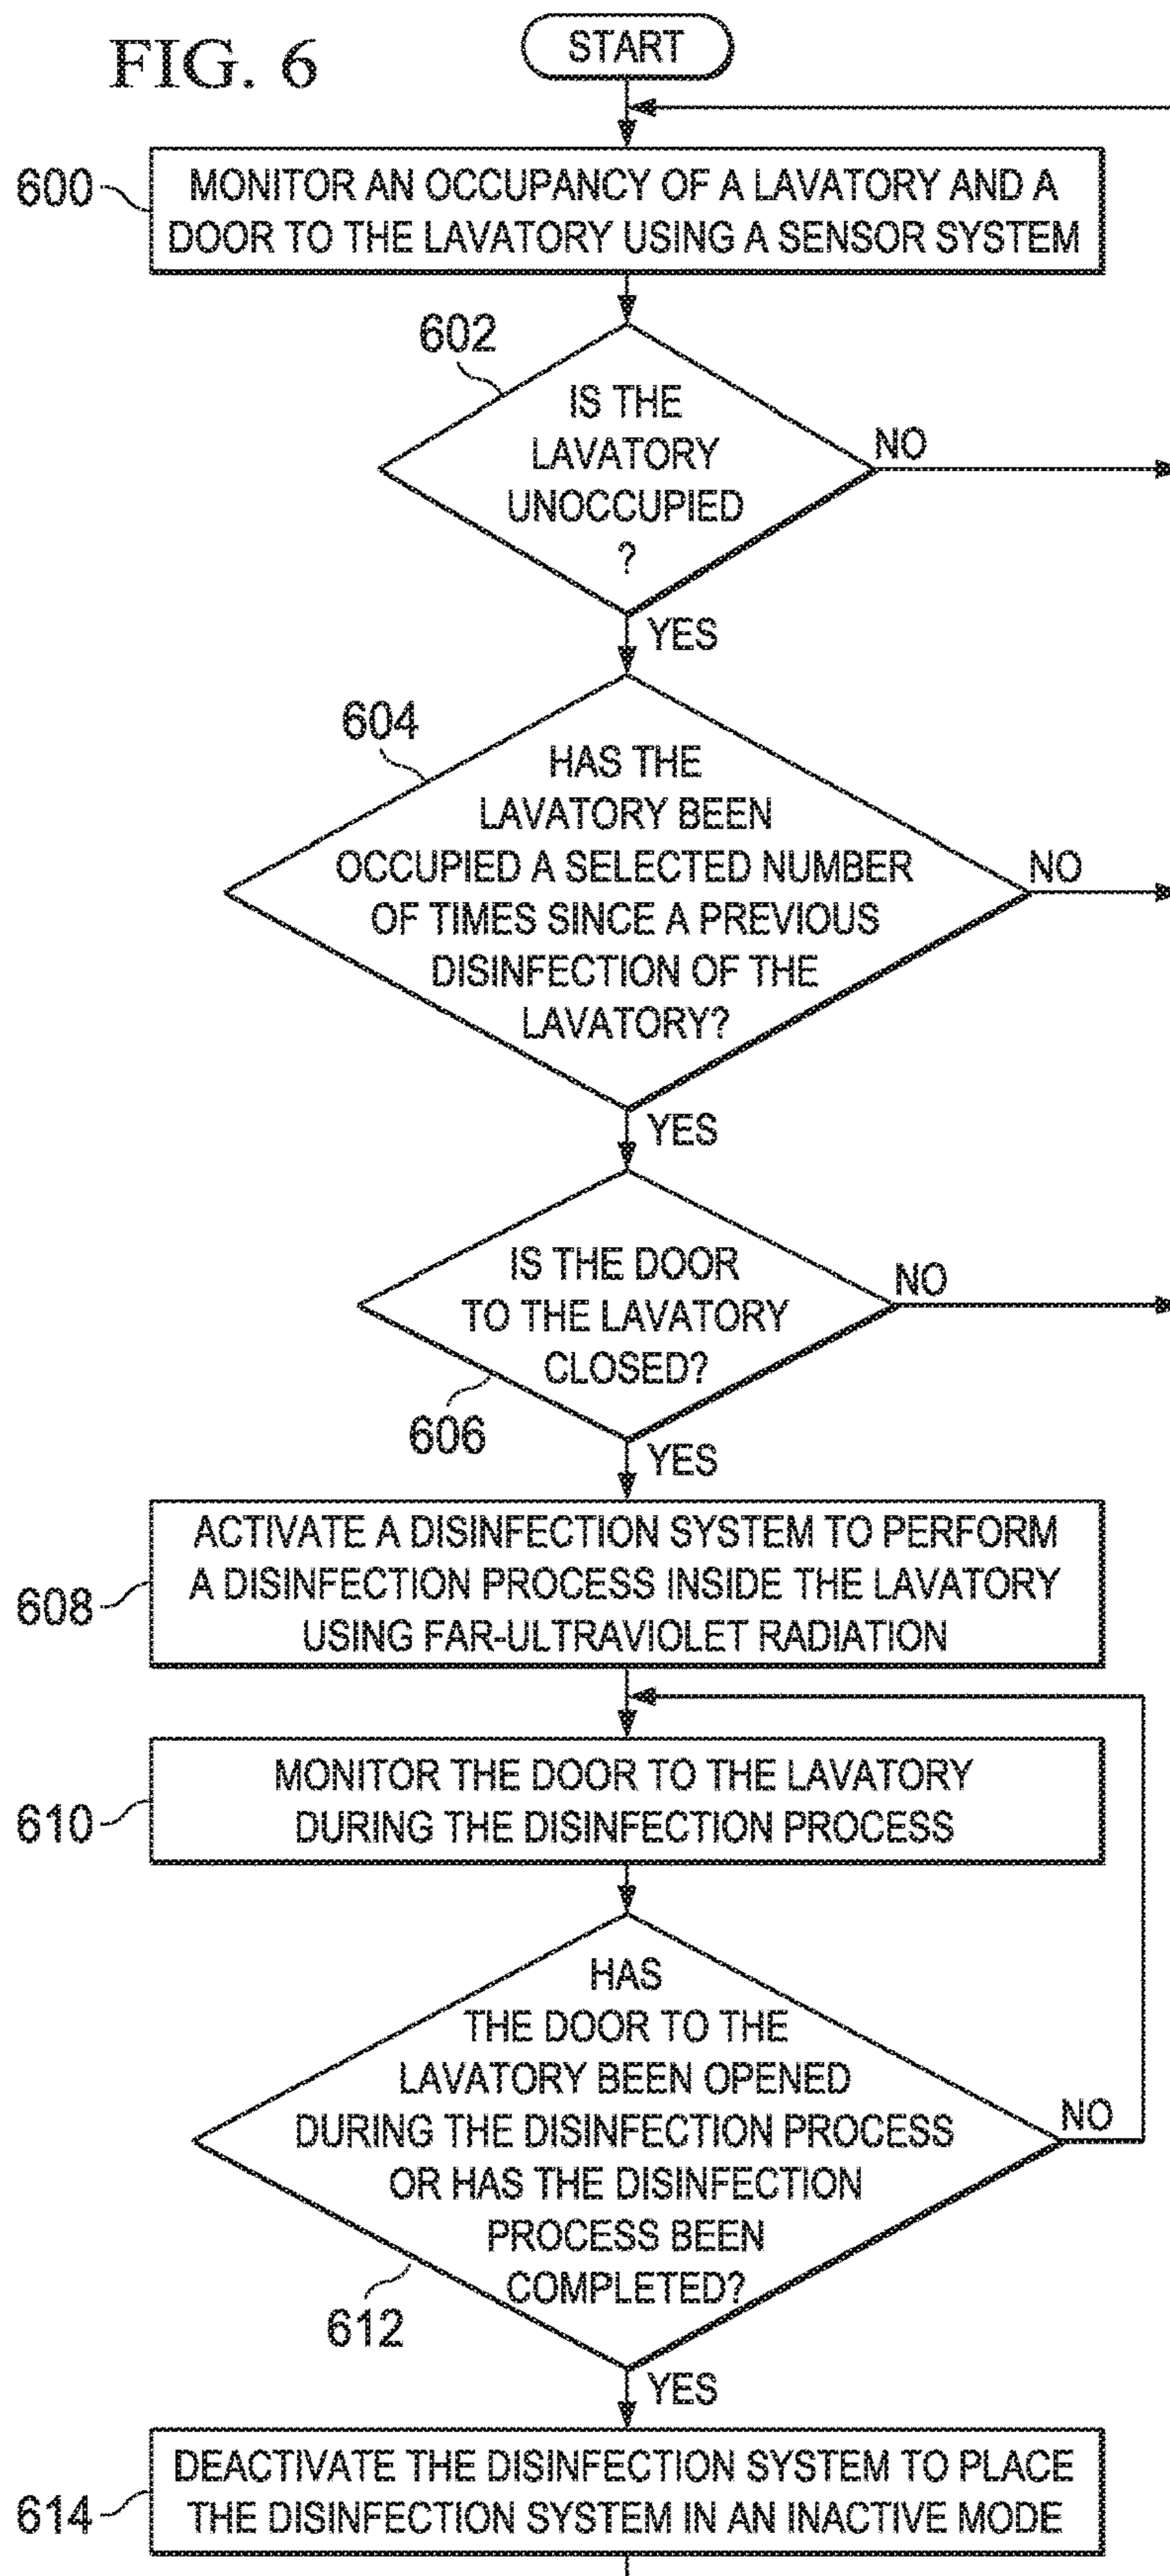 FIG. 6
START
600
MONITOR AN OCCUPANCY OF A LAVATORY AND A
DOOR TO THE LAVATORY USING A SENSOR SYSTEM
602
IS THE
LAVATORY
UNOCCUPIED
?
NO
YES
604
HAS THE
LAVATORY BEEN
OCCUPIED A SELECTED NUMBER
OF TIMES SINCE A PREVIOUS
DISINFECTION OF THE
LAVATORY?
NO
YES
IS THE DOOR
TO THE LAVATORY
CLOSED?
NO
606
YES
608
ACTIVATE A DISINFECTION SYSTEM TO PERFORM
A DISINFECTION PROCESS INSIDE THE LAVATORY
USING FAR-ULTRAVIOLET RADIATION
610
MONITOR THE DOOR TO THE LAVATORY
DURING THE DISINFECTION PROCESS
HAS
THE DOOR TO THE
LAVATORY BEEN OPENED
DURING THE DISINFECTION PROCESS
OR HAS THE DISINFECTION
PROCESS BEEN
COMPLETED?
NO
612
YES
614
DEACTIVATE THE DISINFECTION SYSTEM TO PLACE
THE DISINFECTION SYSTEM IN AN INACTIVE MODE